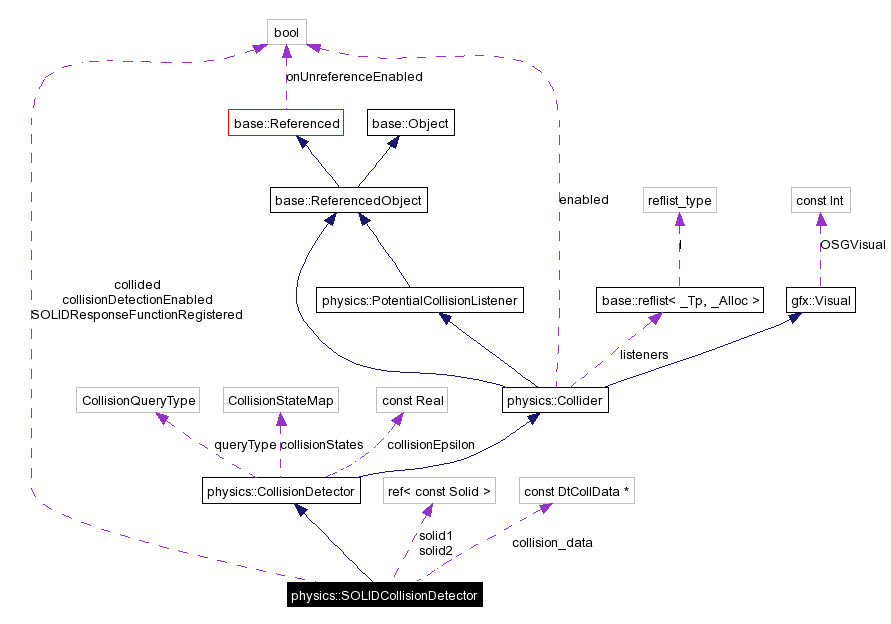 bool
onUnreferenceEnabled
base::Referenced
base::Object
base::ReferencedObject
enabled
reflist_type
const Int
l
OSGVisual
collided
collisionDetectionEnabled
SOLIDResponseFunctionRegistered
physics::PotentialCollisionListener
base::reflist< _Tp, _Alloc >
gfx::Visual
listeners
CollisionQueryType
CollisionStateMap
const Real
physics::Collider
queryType
collisionStates
collisionEpsilon
physics::CollisionDetector
ref< const Solid >
const DtCollData *
solid1
solid2
collision_data
physics::SOLIDCollisionDetector